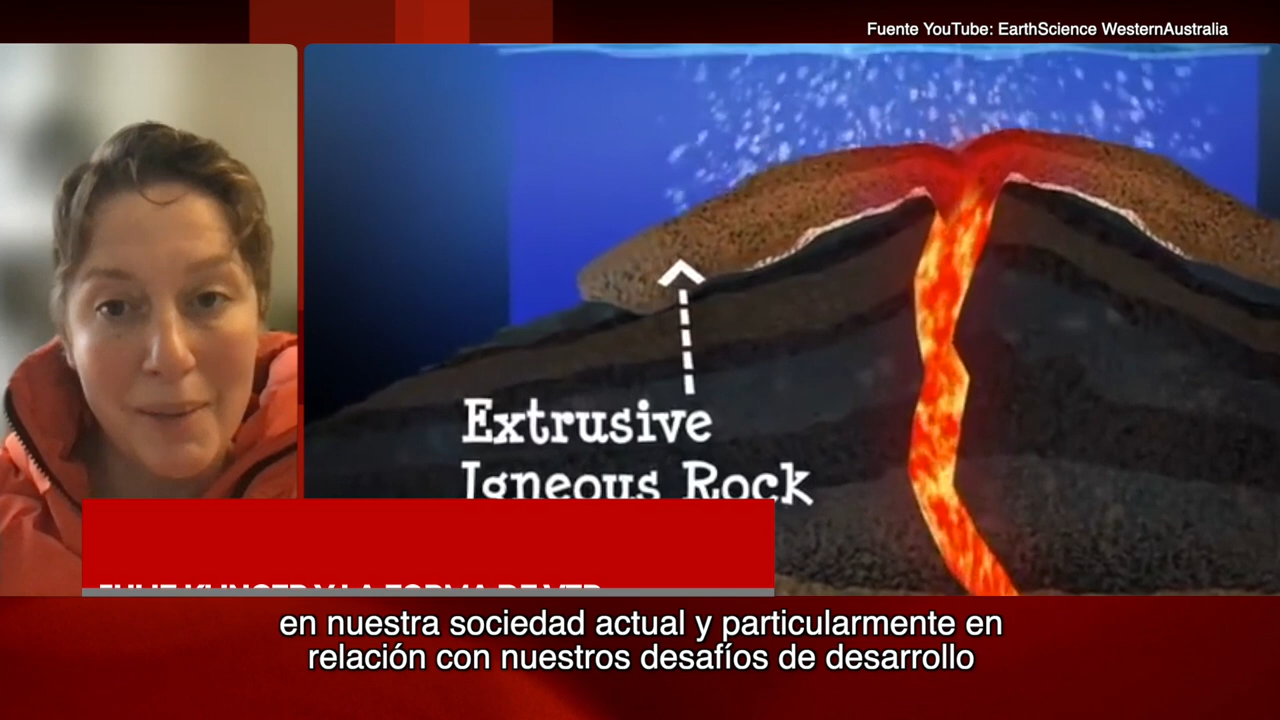 Fuente YouTube: EarthScience WesternAustralia
Extrusive
Igneous Rock
en nuestra sociedad actual y particularmente en
relación con nuestros desafíos de desarrollo